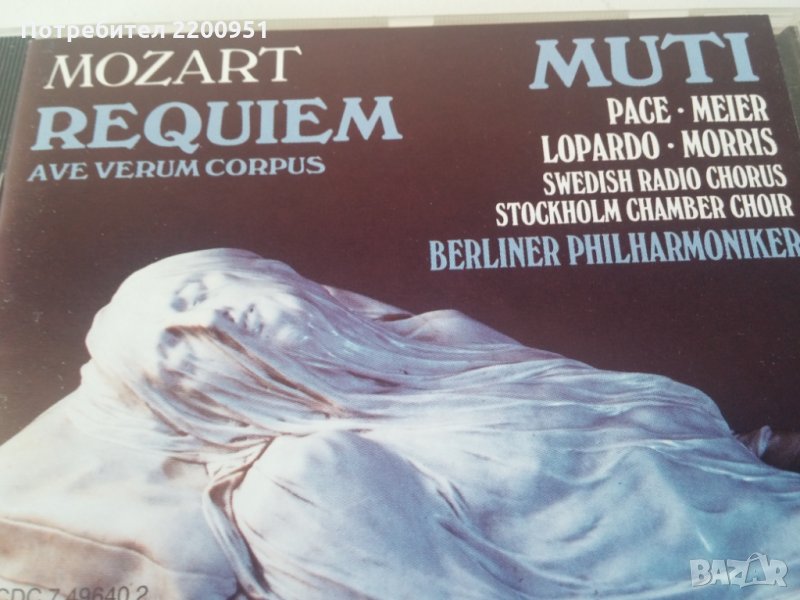 Потребител 2200951
MOZART
REQUIEM
AVE VERUM CORPUS
MUTI
PACE · MEIER
LOPARDO · MORRIS
SWEDISH RADIO CHORUS
STOCKHOLM CHAMBER CHOIR
BERLINER PHILHARMONIKER
CDC 7 49640 2
BAZAR